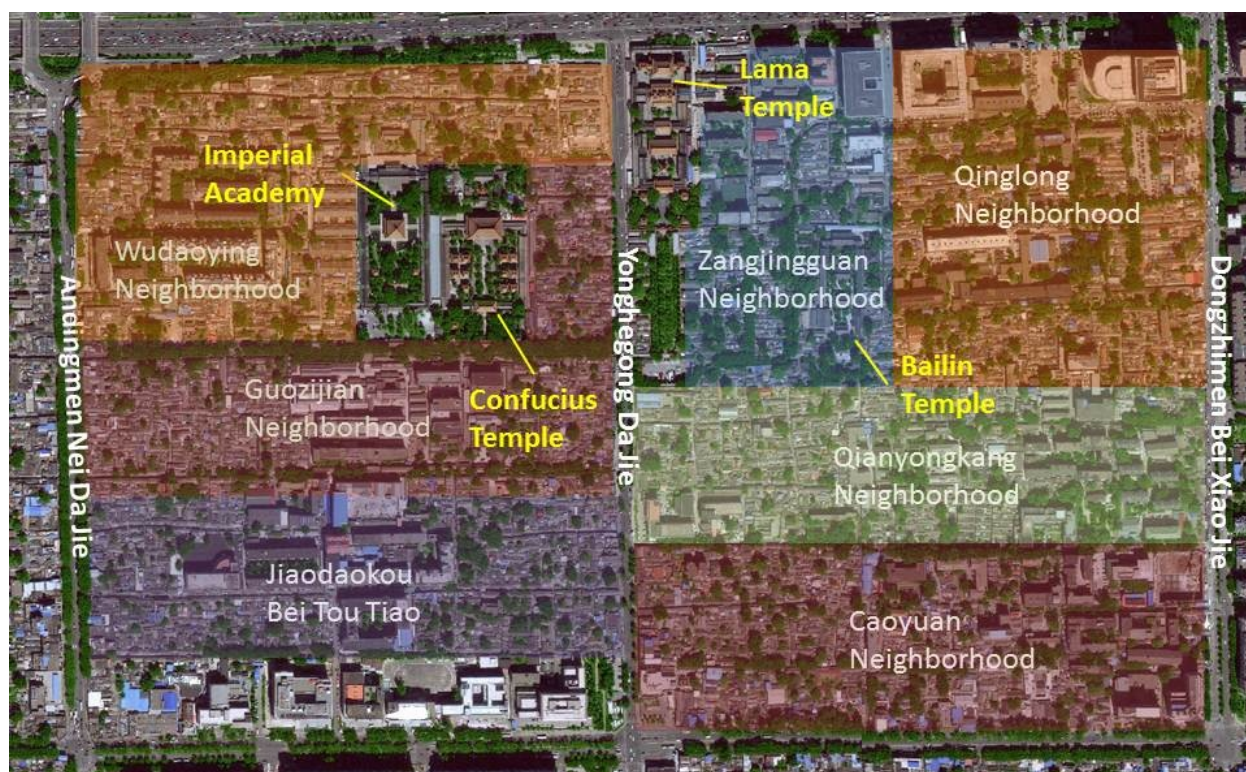 Lama
Temple
Imperial
Academy
Qinglong
Neighborhood
Wudaoying
Neighborhood
Zangjingguan
Neighborhood
Andingmen Nei Da Jie
Yonghegong Da Jie
Dongzhimen Bei Xiao Jie
Bailin
Temple
Guozijian
Neighborhood
Confucius
Temple
Qianyongkang
Neighborhood
Jiaodaokou
Bei Tou Tiao
Caoyuan
Neighborhood